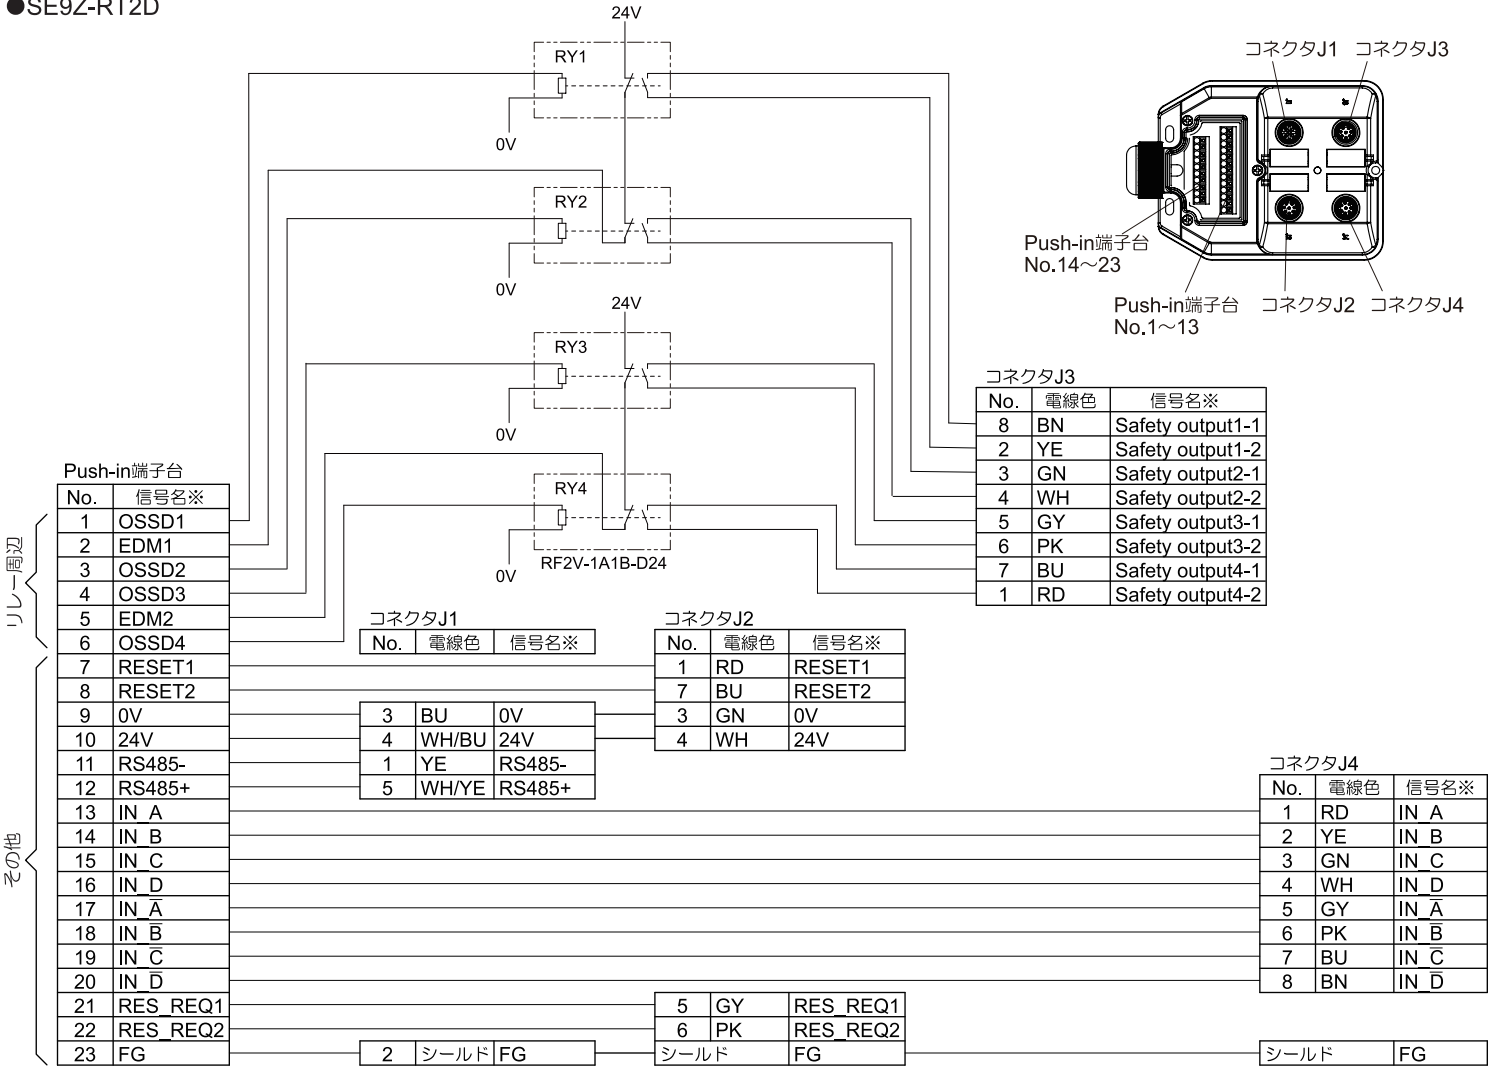 ●SE9Z-RT2D
24V
RY1
0V
RY2
0V
24V
RY3
0V
RY4
0V
RF2V-1A1B-D24
コネクタJ1 コネクタJ3
Push-in端子台
No.14～23
Push-in端子台
No.1～13
コネクタJ2 コネクタJ4
コネクタJ3
No. 電線色 信号名※
8 BN Safety output1-1
2 YE Safety output1-2
3 GN Safety output2-1
4 WH Safety output2-2
5 GY Safety output3-1
6 PK Safety output3-2
7 BU Safety output4-1
1 RD Safety output4-2
Push-in端子台
No. 信号名※
リレー周辺
1 OSSD1
2 EDM1
3 OSSD2
4 OSSD3
5 EDM2
6 OSSD4
その他
7 RESET1
8 RESET2
9 0V
10 24V
11 RS485-
12 RS485+
13 IN_A
14 IN_B
15 IN_C
16 IN_D
17 IN_A̅
18 IN_B̅
19 IN_C̅
20 IN_D̅
21 RES_REQ1
22 RES_REQ2
23 FG
コネクタJ1
No. 電線色 信号名※
3 BU 0V
4 WH/BU 24V
1 YE RS485-
5 WH/YE RS485+
2 シールド FG
コネクタJ2
No. 電線色 信号名※
1 RD RESET1
7 BU RESET2
3 GN 0V
4 WH 24V
5 GY RES_REQ1
6 PK RES_REQ2
シールド FG
コネクタJ4
No. 電線色 信号名※
1 RD IN_A
2 YE IN_B
3 GN IN_C
4 WH IN_D
5 GY IN_A̅
6 PK IN_B̅
7 BU IN_C̅
8 BN IN_D̅
シールド FG